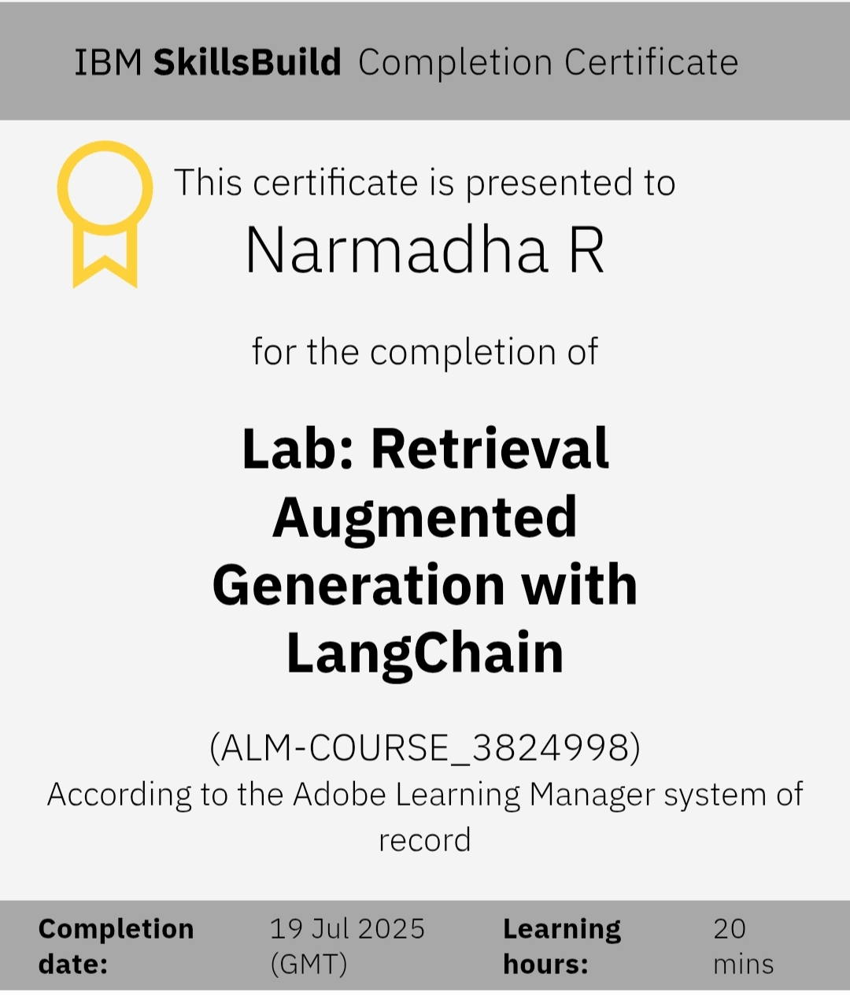 IBM SkillsBuild Completion Certificate
This certificate is presented to
Narmadha R
for the completion of
Lab: Retrieval
Augmented
Generation with
LangChain
(ALM-COURSE_3824998)
According to the Adobe Learning Manager system of
record
Completion date: 19 Jul 2025 (GMT)
Learning hours: 20 mins